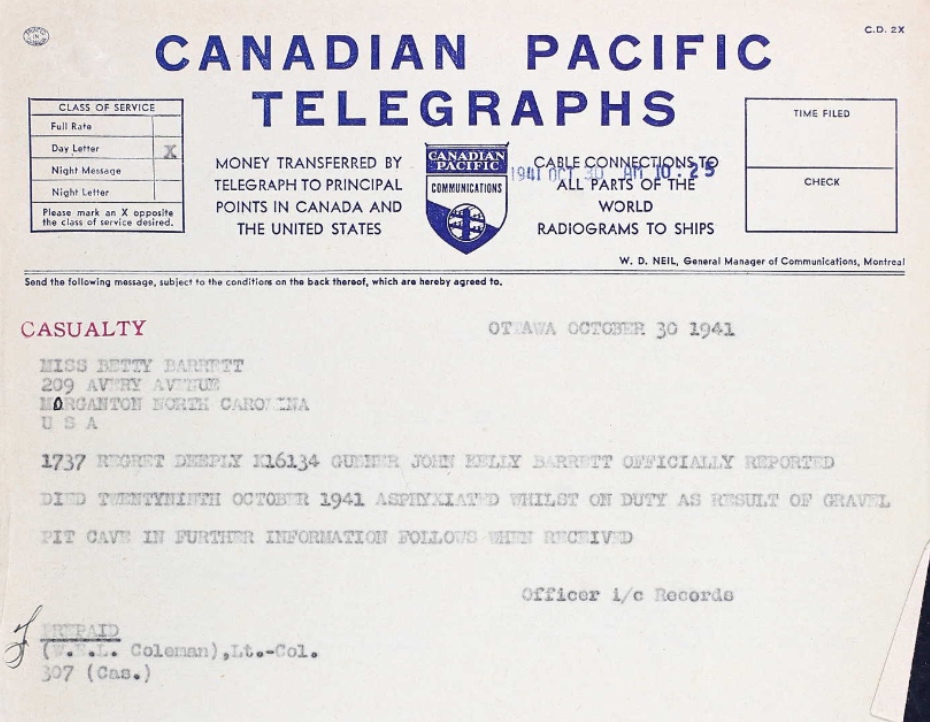 C.D. 2X
CANADIAN PACIFIC
TELEGRAPHS
CLASS OF SERVICE
Full Rate
Day Letter X
Night Message
Night Letter
Please mark an X opposite
the class of service desired.
MONEY TRANSFERRED BY
TELEGRAPH TO PRINCIPAL
POINTS IN CANADA AND
THE UNITED STATES
CANADIAN
PACIFIC
COMMUNICATIONS
CABLE CONNECTIONS TO
ALL PARTS OF THE
WORLD
RADIOGRAMS TO SHIPS
1941 OCT 30 AM 10:25
TIME FILED
CHECK
W. D. NEIL, General Manager of Communications, Montreal
Send the following message, subject to the conditions on the back thereof, which are hereby agreed to.
CASUALTY
OTTAWA OCTOBER 30 1941
MISS BETTY BARRETT
209 AVERY AVENUE
MORGANTON NORTH CAROLINA
U S A
1737 REGRET DEEPLY K16134 GUNNER JOHN KELLY BARRETT OFFICIALLY REPORTED
DIED TWENTYNINTH OCTOBER 1941 ASPHYXIATED WHILST ON DUTY AS RESULT OF GRAVEL
PIT CAVE IN FURTHER INFORMATION FOLLOWS WHEN RECEIVED
Officer i/c Records
PREPAID
(W.E.L. Coleman),Lt.-Col.
307 (Cas.)